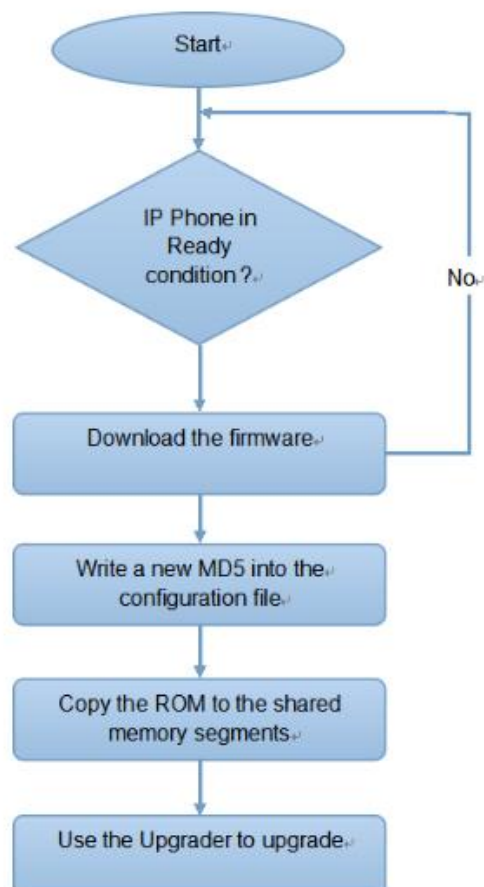 Start
IP Phone in
Ready
condition ?
No
Download the firmware
Write a new MD5 into the
configuration file
Copy the ROM to the shared
memory segments
Use the Upgrader to upgrade